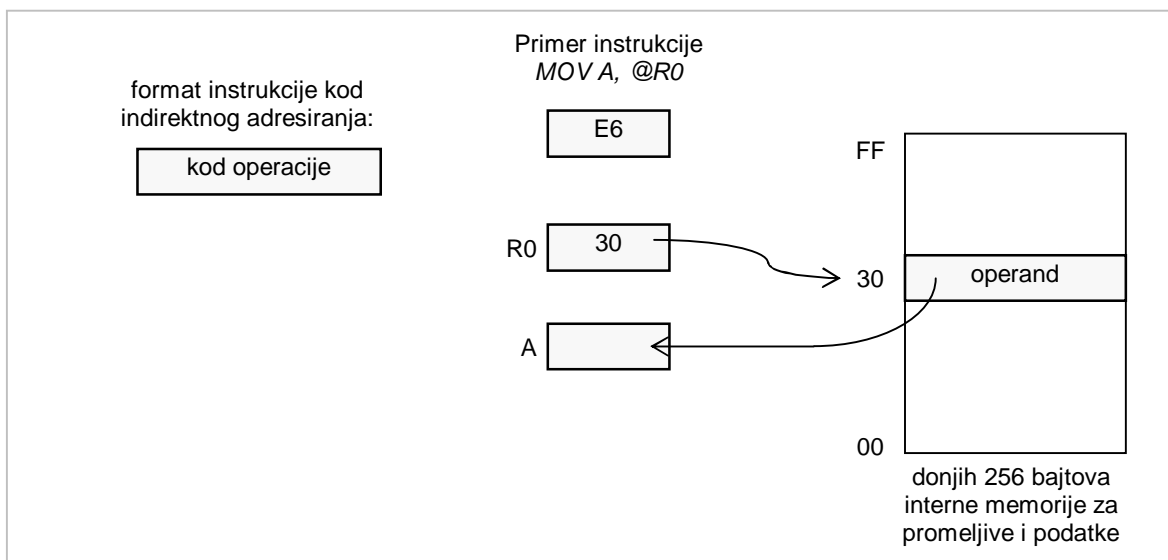 format instrukcije kod
indirektnog adresiranja:
kod operacije
Primer instrukcije
MOV A, @R0
E6
R0
30
A
FF
30
operand
00
donjih 256 bajtova
interne memorije za
promeljive i podatke